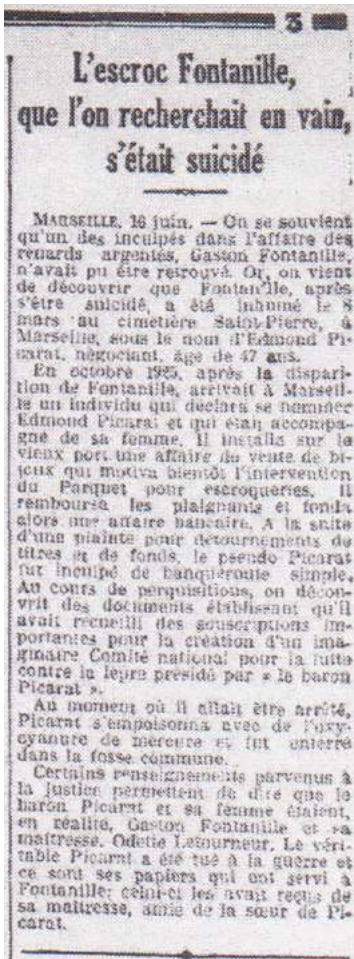 3
L'escroc Fontanille,
que l'on recherchait en vain,
s'était suicidé
MARSEILLE, 16 juin. — On se souvient
qu'un des inculpés dans l'affaire des
renards argentés, Gaston Fontanille,
n'avait pu être retrouvé. Or, on vient
de découvrir que Fontanille, après
s'être suicidé, a été inhumé le 8
mars au cimetière Saint-Pierre, à
Marseille, sous le nom d'Edmond Pi-
carat, négociant, âgé de 47 ans.
En octobre 1935, après la dispari-
tion de Fontanille, arrivait à Marseil-
le un individu qui déclara se nommer
Edmond Picarat et qui était accompa-
gné de sa femme. Il installa sur le
vieux port une affaire de vente de bi-
joux qui motiva bientôt l'intervention
du Parquet pour escroqueries. Il
remboursa les plaignants et fonda
alors une affaire bancaire. A la suite
d'une plainte pour détournements de
titres et de fonds, le pseudo Picarat
fut inculpé de banqueroute simple.
Au cours de perquisitions, on décou-
vrit des documents établissant qu'il
avait recueilli des souscriptions im-
portantes pour la création d'un ima-
ginaire Comité national pour la lutte
contre la lèpre présidé par « le baron
Picarat ».
Au moment où il allait être arrêté,
Picarat s'empoisonna avec de l'oxy-
cyanure de mercure et fut enterré
dans la fosse commune.
Certains renseignements parvenus à
la Justice permettent de dire que le
baron Picarat et sa femme étaient,
en réalité, Gaston Fontanille et sa
maîtresse, Odette Letourneur. Le véri-
table Picarat a été tué à la guerre et
ce sont ses papiers qui ont servi à
Fontanille; celui-ci les avait reçus de
sa maîtresse, amie de la sœur de Pi-
carat.